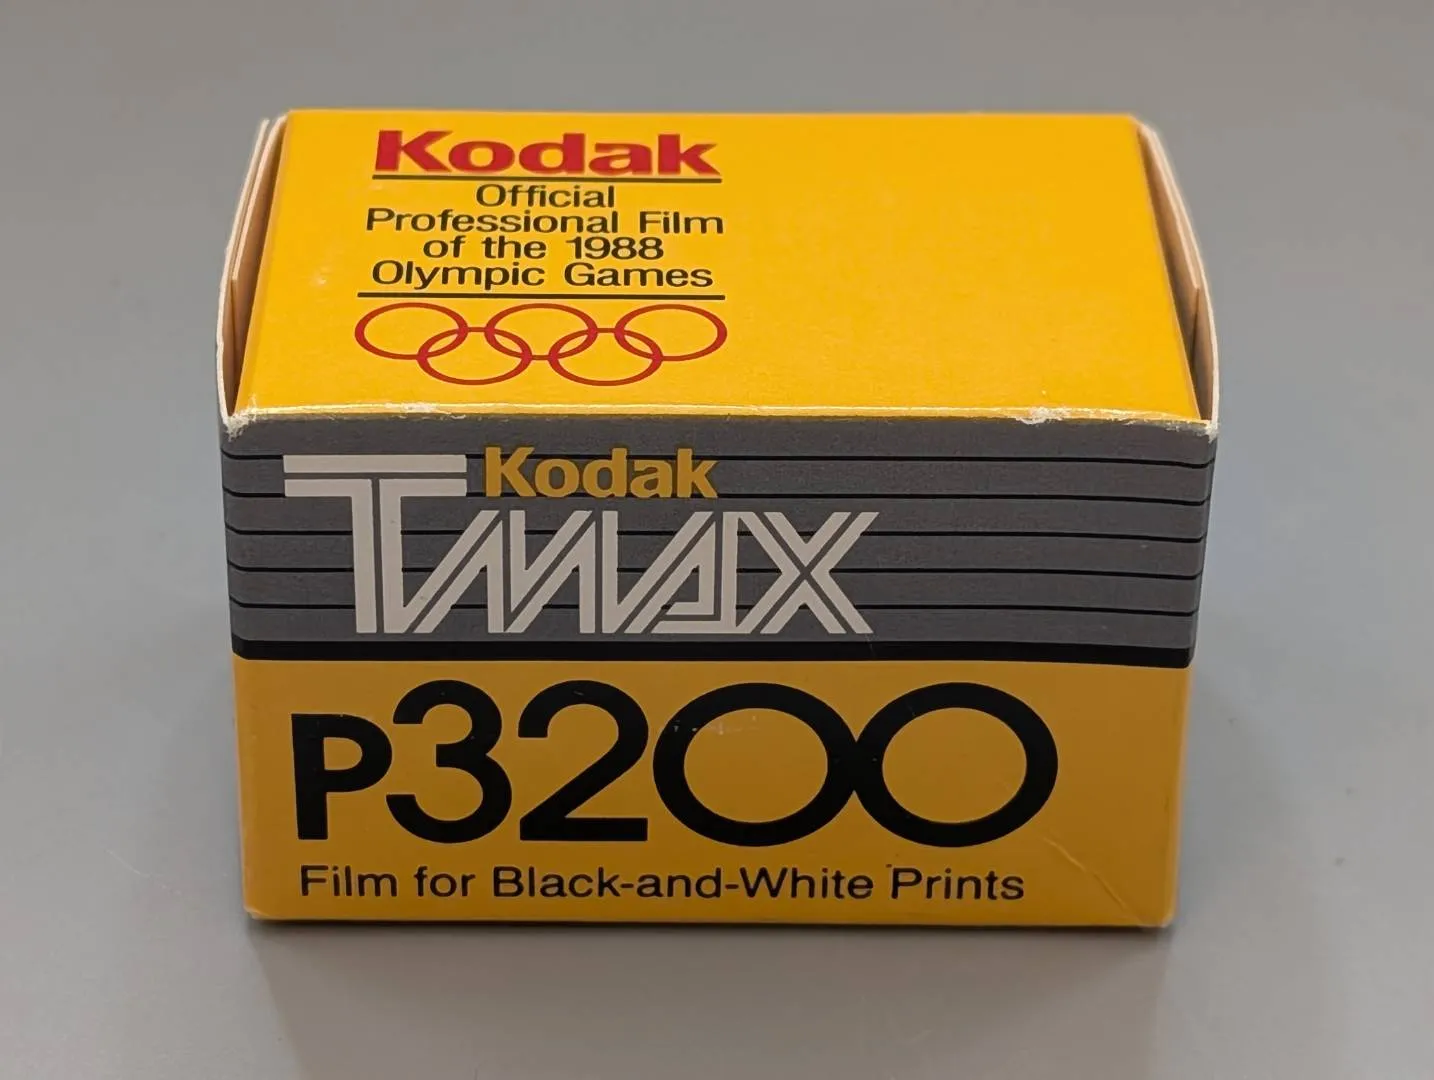 Kodak
Official
Professional Film
of the 1988
Olympic Games
Kodak
TMAX
P3200
Film for Black-and-White Prints